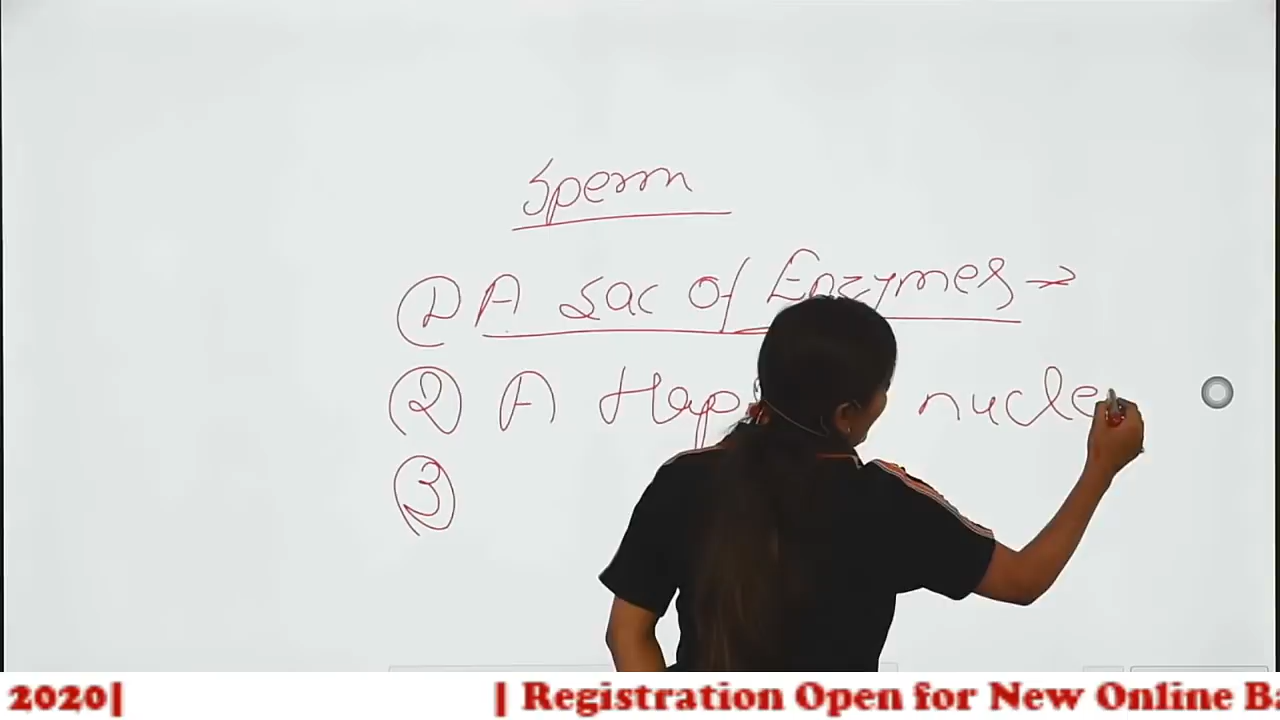 Sperm
① A sac of Enzymes →
② A Hap nucle
③
2020| | Registration Open for New Online Ba